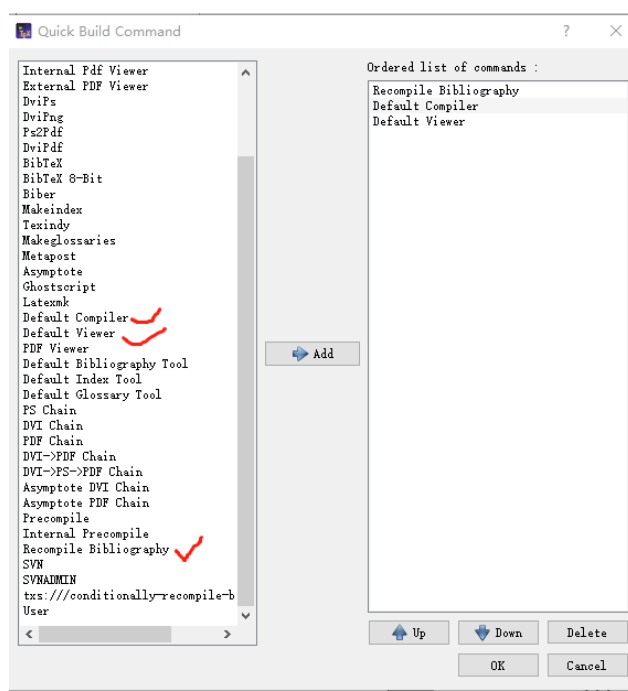 Quick Build Command
Internal Pdf Viewer
External PDF Viewer
DviPs
DviPng
Ps2Pdf
DviPdf
BibTeX
BibTeX 8-Bit
Biber
Makeindex
Texindy
Makeglossaries
Metapost
Asymptote
Ghostscript
Latexmk
Default Compiler
Default Viewer
PDF Viewer
Default Bibliography Tool
Default Index Tool
Default Glossary Tool
PS Chain
DVI Chain
PDF Chain
DVI->PDF Chain
DVI->PS->PDF Chain
Asymptote DVI Chain
Asymptote PDF Chain
Precompile
Internal Precompile
Recompile Bibliography
SVN
SVNADMIN
txs:///conditionally-recompile-b
User
Add
Ordered list of commands :
Recompile Bibliography
Default Compiler
Default Viewer
Up Down Delete
OK Cancel